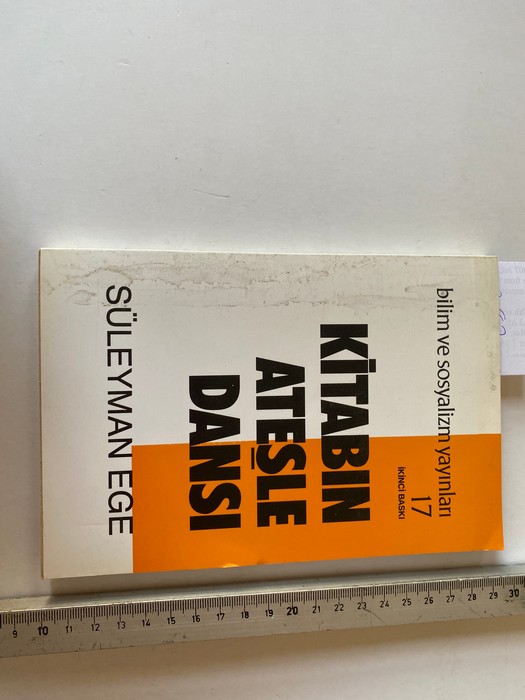 bilim ve sosyalizm yayınları
17
İKİNCİ BASKI
KİTABIN
ATEŞLE
DANSI
SÜLEYMAN EGE
9 10 11 12 13 14 15 16 17 18 19 20 21 22 23 24 25 26 27 28 29 30